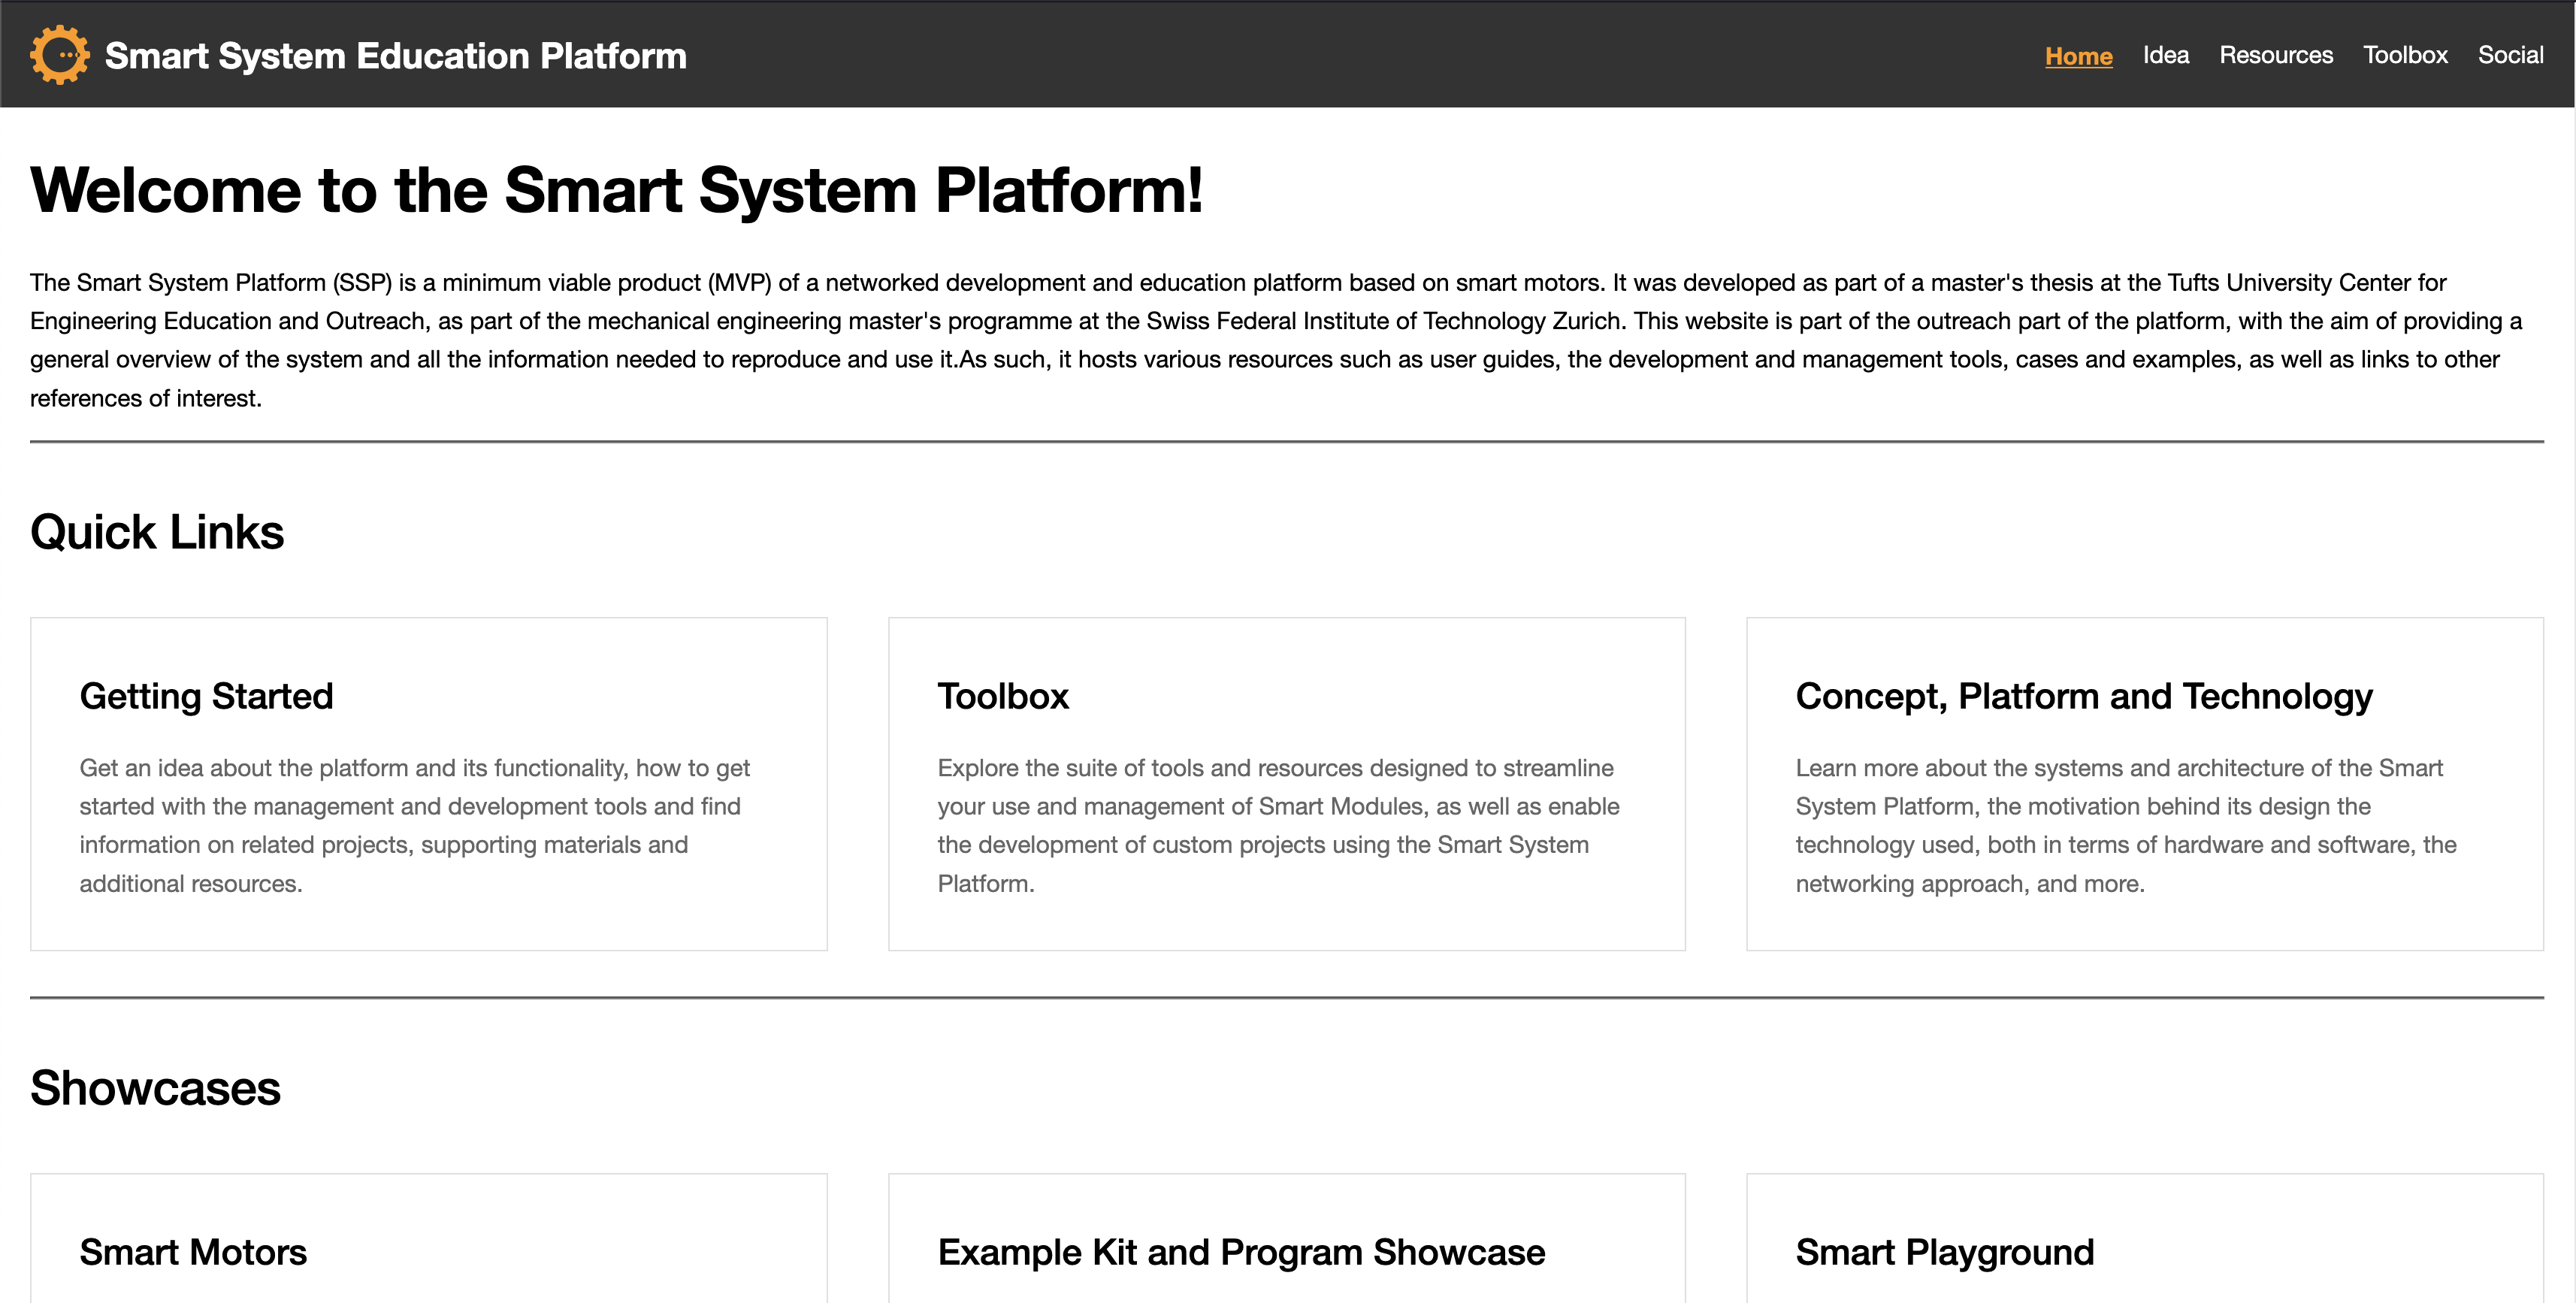 Smart System Education Platform
Home Idea Resources Toolbox Social
Welcome to the Smart System Platform!
The Smart System Platform (SSP) is a minimum viable product (MVP) of a networked development and education platform based on smart motors. It was developed as part of a master's thesis at the Tufts University Center for
Engineering Education and Outreach, as part of the mechanical engineering master's programme at the Swiss Federal Institute of Technology Zurich. This website is part of the outreach part of the platform, with the aim of providing a
general overview of the system and all the information needed to reproduce and use it.As such, it hosts various resources such as user guides, the development and management tools, cases and examples, as well as links to other
references of interest.
Quick Links
Getting Started
Get an idea about the platform and its functionality, how to get
started with the management and development tools and find
information on related projects, supporting materials and
additional resources.
Toolbox
Explore the suite of tools and resources designed to streamline
your use and management of Smart Modules, as well as enable
the development of custom projects using the Smart System
Platform.
Concept, Platform and Technology
Learn more about the systems and architecture of the Smart
System Platform, the motivation behind its design the
technology used, both in terms of hardware and software, the
networking approach, and more.
Showcases
Smart Motors
Example Kit and Program Showcase
Smart Playground